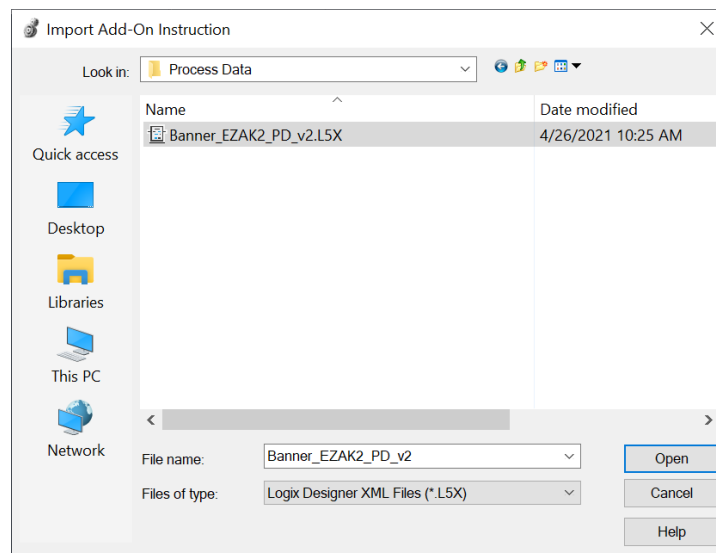 Import Add-On Instruction
Look in: Process Data
Name Date modified
Banner_EZAK2_PD_v2.L5X 4/26/2021 10:25 AM
Quick access
Desktop
Libraries
This PC
Network
File name: Banner_EZAK2_PD_v2 Open
Files of type: Logix Designer XML Files (*.L5X) Cancel
Help